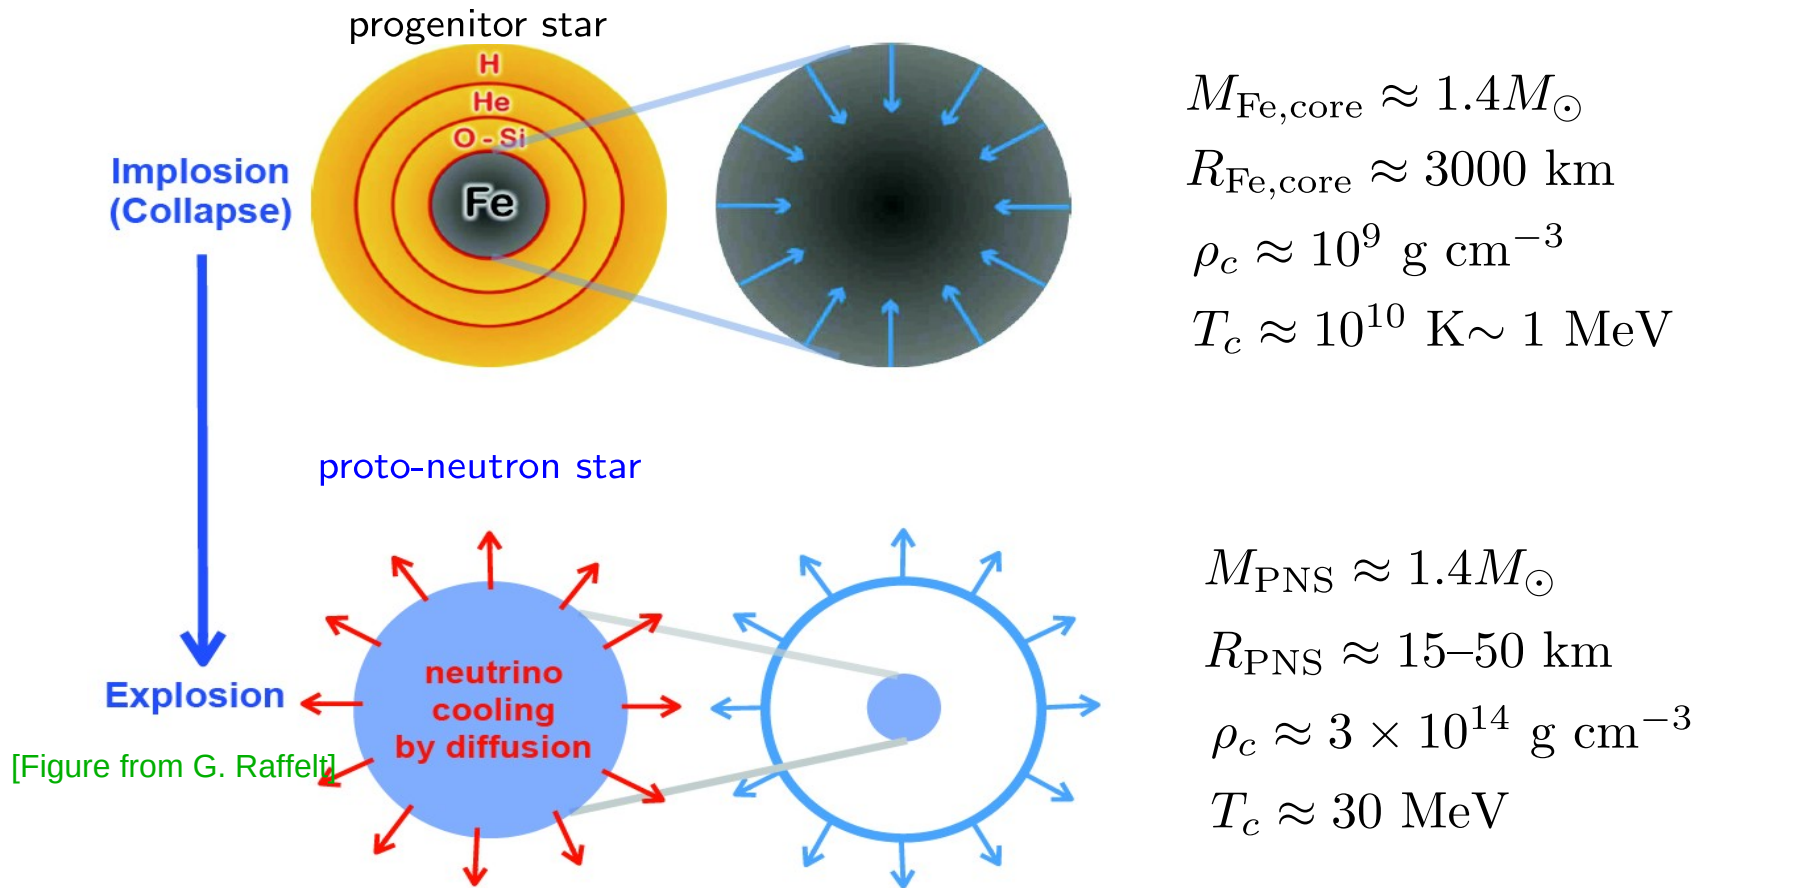 progenitor star
H
He
O - Si
Fe
Implosion
(Collapse)
M_Fe,core ≈ 1.4M_⊙
R_Fe,core ≈ 3000 km
ρ_c ≈ 10^9 g cm^−3
T_c ≈ 10^10 K∼ 1 MeV
proto-neutron star
Explosion
[Figure from G. Raffelt]
neutrino
cooling
by diffusion
M_PNS ≈ 1.4M_⊙
R_PNS ≈ 15–50 km
ρ_c ≈ 3 × 10^14 g cm^−3
T_c ≈ 30 MeV